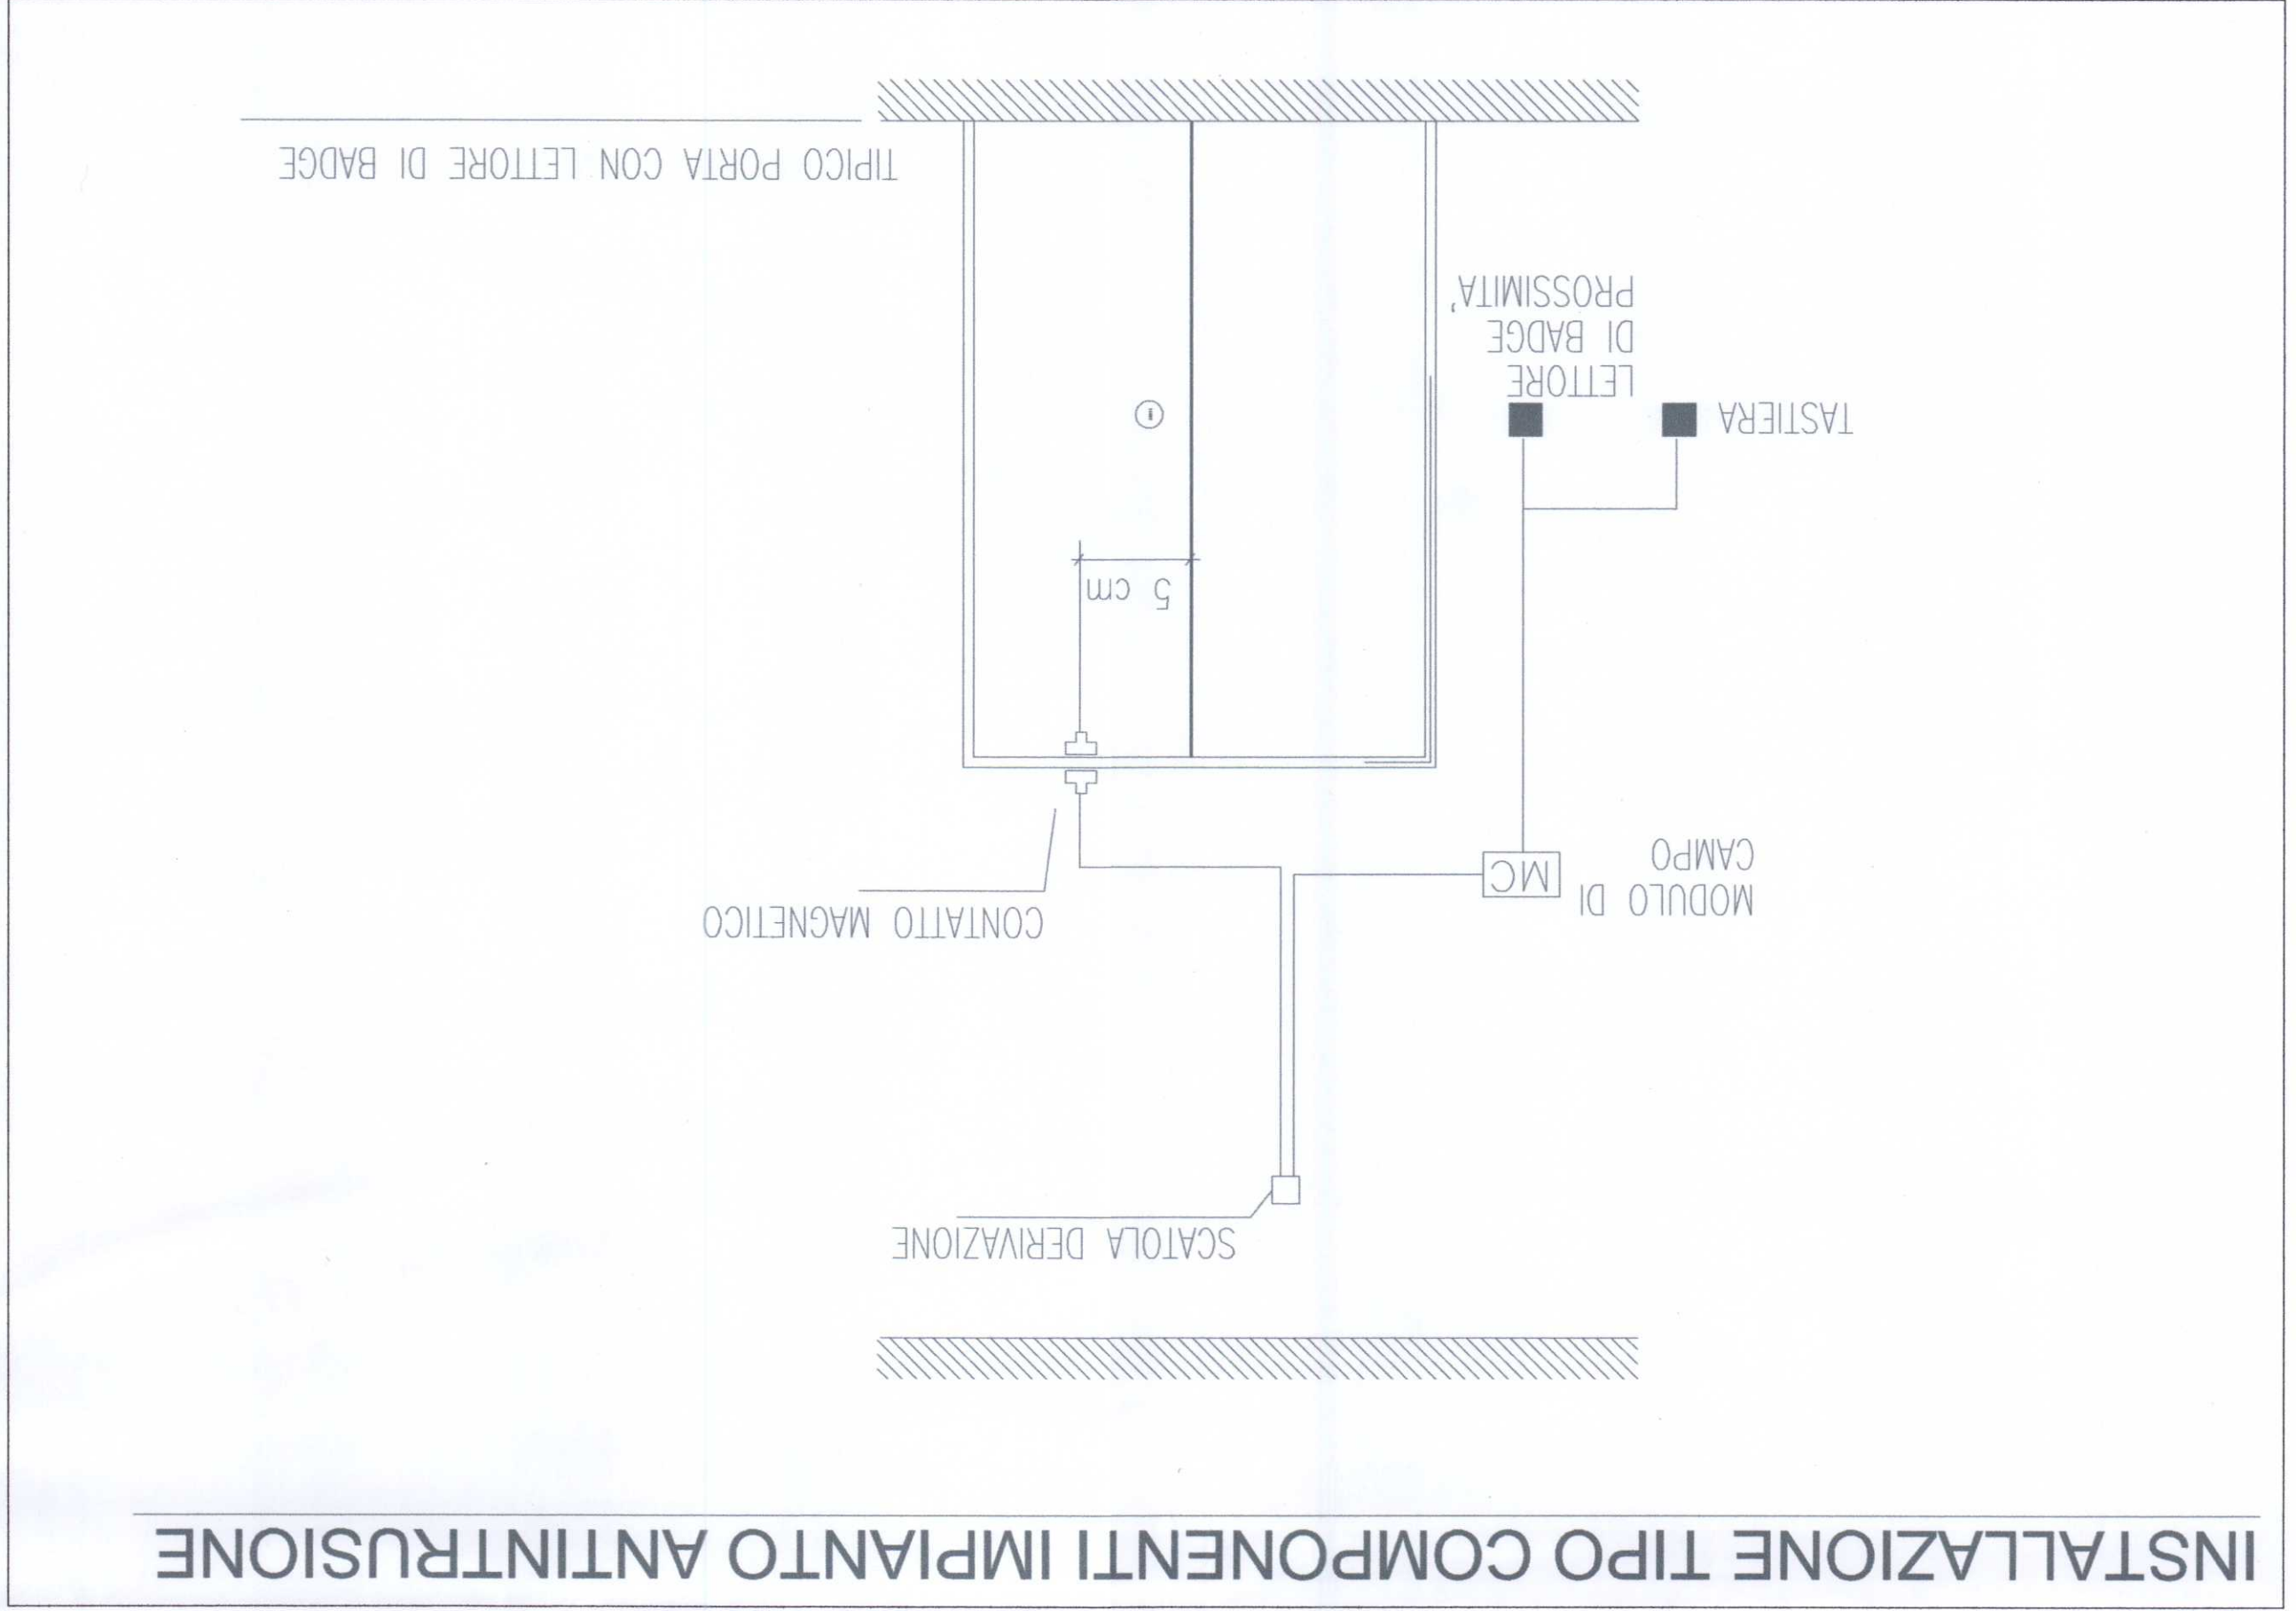 INSTALLAZIONE TIPO COMPONENTI IMPIANTO ANTINTRUSIONE
SCATOLA DERIVAZIONE
MODULO DI
CAMPO
MC
CONTATTO MAGNETICO
5 cm
TASTIERA
LETTORE
DI BADGE
PROSSIMITA'
TIPICO PORTA CON LETTORE DI BADGE